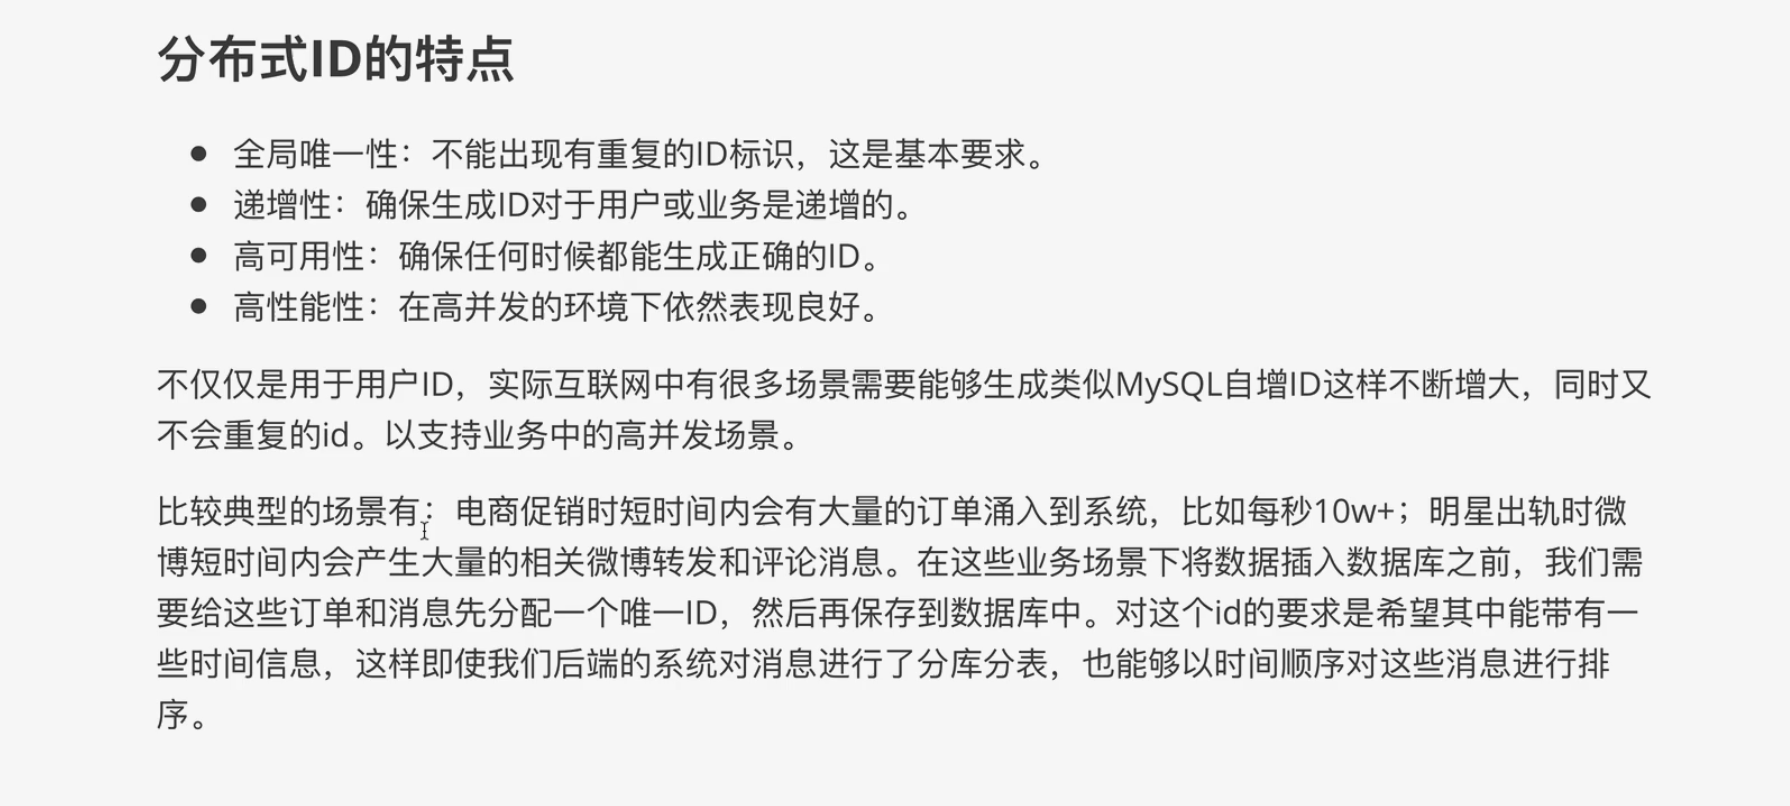 分布式ID的特点
● 全局唯一性：不能出现有重复的ID标识，这是基本要求。
● 递增性：确保生成ID对于用户或业务是递增的。
● 高可用性：确保任何时候都能生成正确的ID。
● 高性能性：在高并发的环境下依然表现良好。
不仅仅是用于用户ID，实际互联网中有很多场景需要能够生成类似MySQL自增ID这样不断增大，同时又
不会重复的id。以支持业务中的高并发场景。
比较典型的场景有：电商促销时短时间内会有大量的订单涌入到系统，比如每秒10w+；明星出轨时微
博短时间内会产生大量的相关微博转发和评论消息。在这些业务场景下将数据插入数据库之前，我们需
要给这些订单和消息先分配一个唯一ID，然后再保存到数据库中。对这个id的要求是希望其中能带有一
些时间信息，这样即使我们后端的系统对消息进行了分库分表，也能够以时间顺序对这些消息进行排
序。